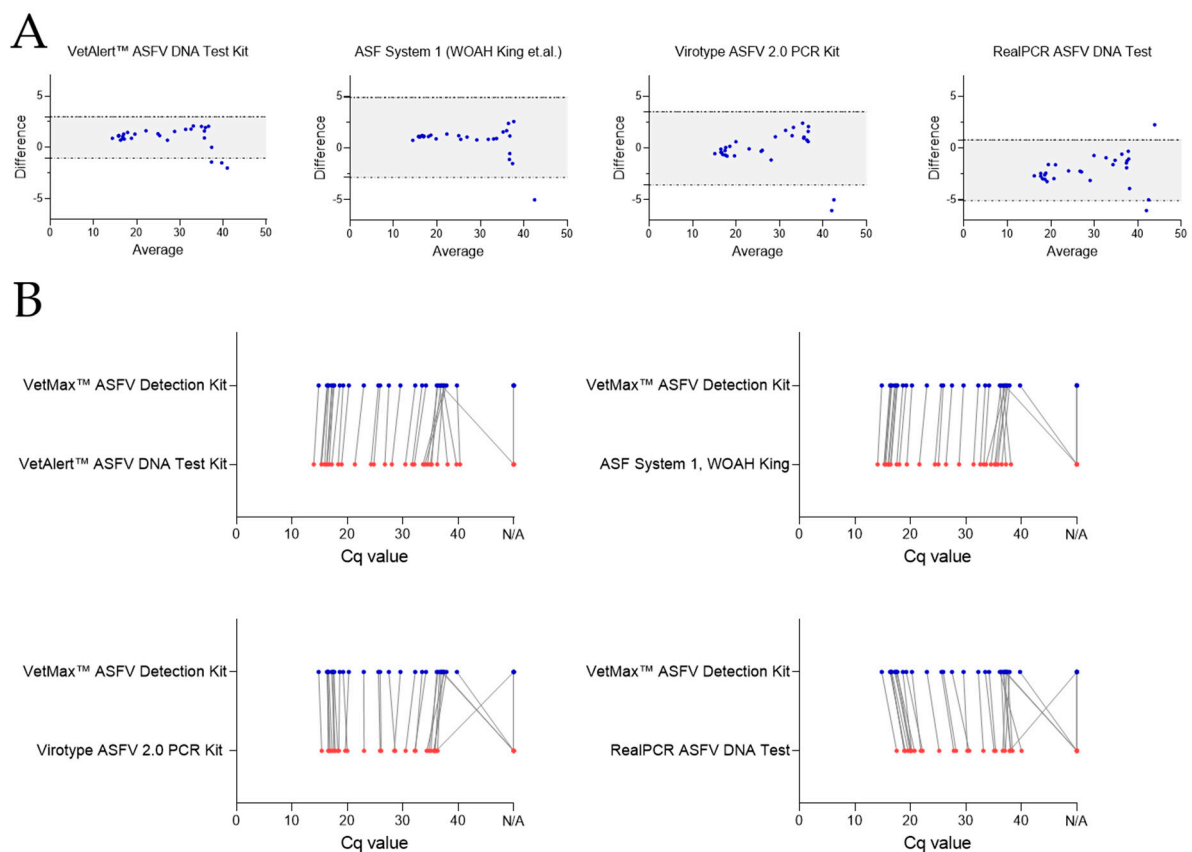 A
VetAlert™ ASFV DNA Test Kit
ASF System 1 (WOAH King et.al.)
Virotype ASFV 2.0 PCR Kit
RealPCR ASFV DNA Test
5
0
-5
Difference
0 10 20 30 40 50
Average
5
0
-5
Difference
0 10 20 30 40 50
Average
5
0
-5
Difference
0 10 20 30 40 50
Average
5
0
-5
Difference
0 10 20 30 40 50
Average
B
VetMax™ ASFV Detection Kit
VetAlert™ ASFV DNA Test Kit
0 10 20 30 40 N/A
Cq value
VetMax™ ASFV Detection Kit
ASF System 1, WOAH King
0 10 20 30 40 N/A
Cq value
VetMax™ ASFV Detection Kit
Virotype ASFV 2.0 PCR Kit
0 10 20 30 40 N/A
Cq value
VetMax™ ASFV Detection Kit
RealPCR ASFV DNA Test
0 10 20 30 40 N/A
Cq value